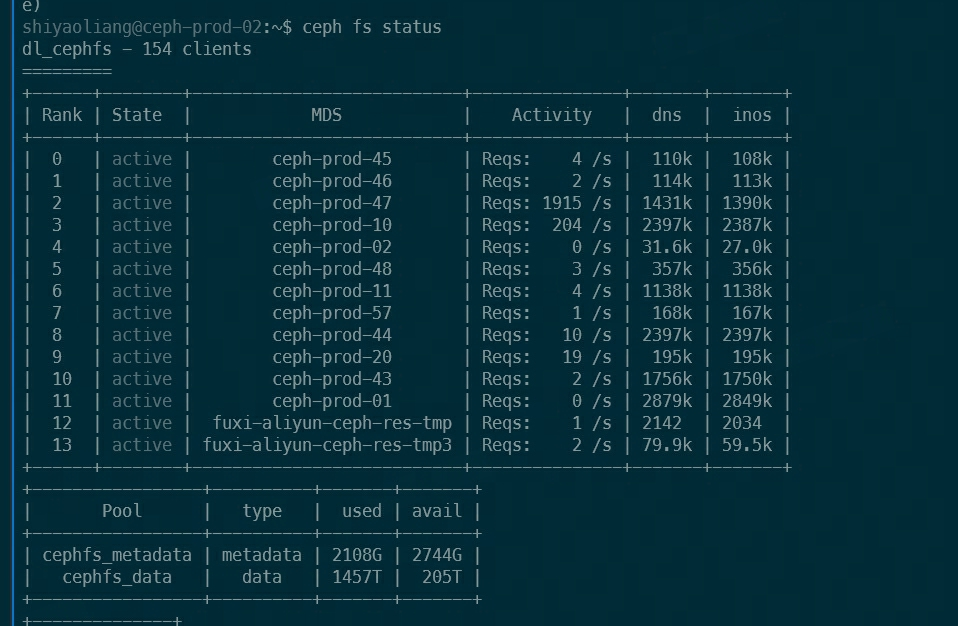 e)
shiyaoliang@ceph-prod-02:~$ ceph fs status
dl_cephfs - 154 clients
=========
+------+--------+---------------------------+---------------+-------+-------+
| Rank | State  |            MDS            |    Activity   |  dns  |  inos |
+------+--------+---------------------------+---------------+-------+-------+
|  0   | active |        ceph-prod-45       | Reqs:    4 /s |  110k |  108k |
|  1   | active |        ceph-prod-46       | Reqs:    2 /s |  114k |  113k |
|  2   | active |        ceph-prod-47       | Reqs: 1915 /s | 1431k | 1390k |
|  3   | active |        ceph-prod-10       | Reqs:  204 /s | 2397k | 2387k |
|  4   | active |        ceph-prod-02       | Reqs:    0 /s | 31.6k | 27.0k |
|  5   | active |        ceph-prod-48       | Reqs:    3 /s |  357k |  356k |
|  6   | active |        ceph-prod-11       | Reqs:    4 /s | 1138k | 1138k |
|  7   | active |        ceph-prod-57       | Reqs:    1 /s |  168k |  167k |
|  8   | active |        ceph-prod-44       | Reqs:   10 /s | 2397k | 2397k |
|  9   | active |        ceph-prod-20       | Reqs:   19 /s |  195k |  195k |
|  10  | active |        ceph-prod-43       | Reqs:    2 /s | 1756k | 1750k |
|  11  | active |        ceph-prod-01       | Reqs:    0 /s | 2879k | 2849k |
|  12  | active |  fuxi-aliyun-ceph-res-tmp | Reqs:    1 /s | 2142  | 2034  |
|  13  | active | fuxi-aliyun-ceph-res-tmp3 | Reqs:    2 /s | 79.9k | 59.5k |
+------+--------+---------------------------+---------------+-------+-------+
+-----------------+----------+-------+-------+
|       Pool      |   type   |  used | avail |
+-----------------+----------+-------+-------+
| cephfs_metadata | metadata | 2108G | 2744G |
|   cephfs_data   |   data   | 1457T |  205T |
+-----------------+----------+-------+-------+
+--------------+